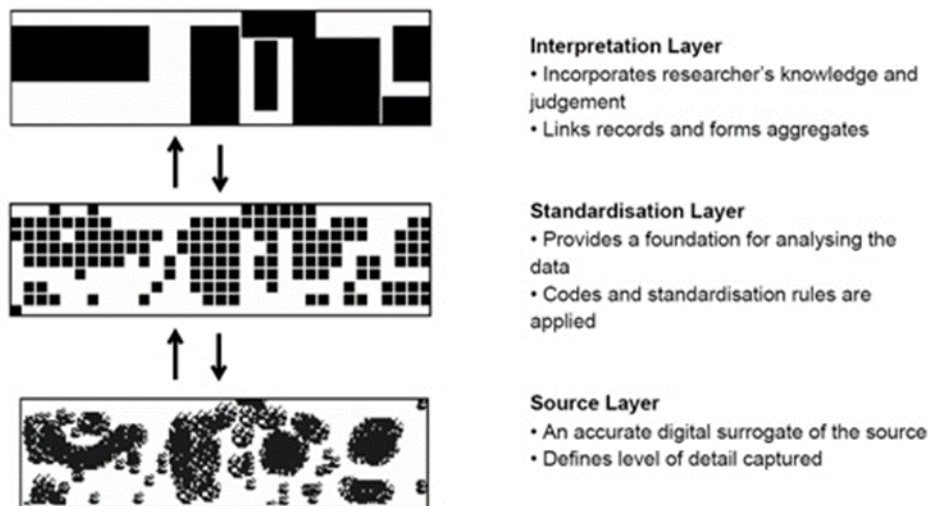 Interpretation Layer
• Incorporates researcher's knowledge and
judgement
• Links records and forms aggregates
Standardisation Layer
• Provides a foundation for analysing the
data
• Codes and standardisation rules are
applied
Source Layer
• An accurate digital surrogate of the source
• Defines level of detail captured